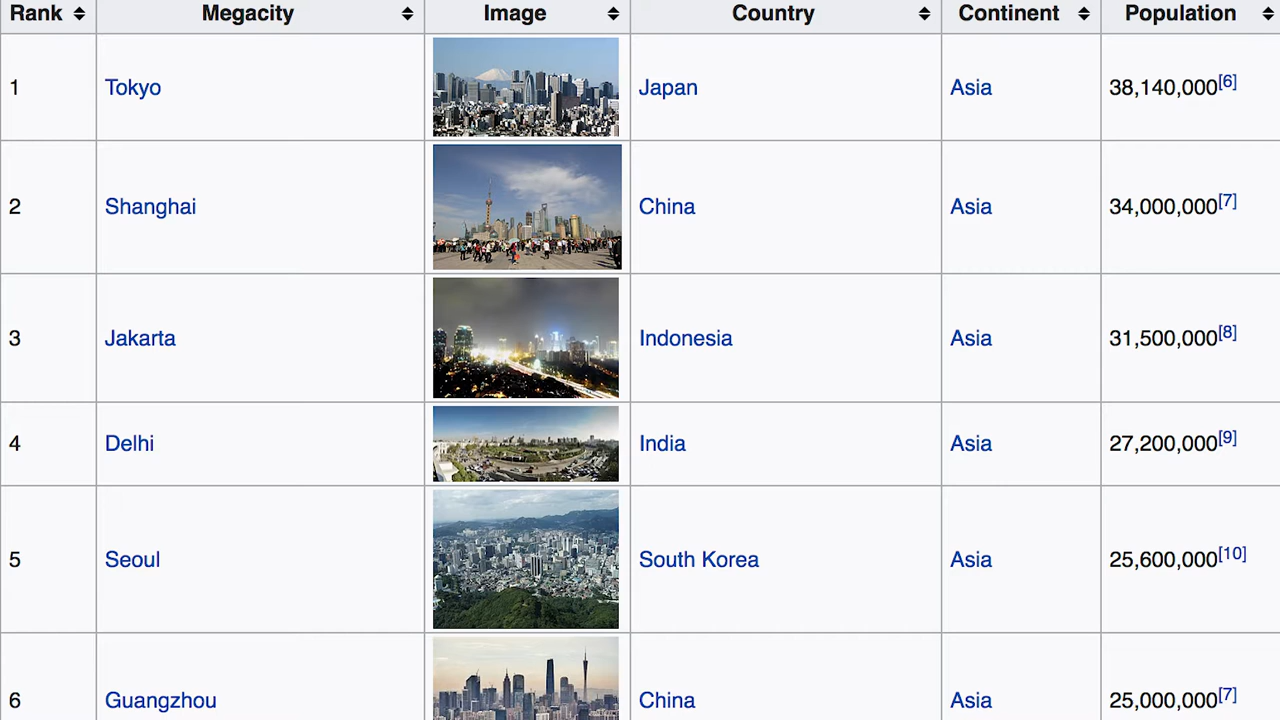 Rank Megacity Image Country Continent Population
1 Tokyo Japan Asia 38,140,000[6]
2 Shanghai China Asia 34,000,000[7]
3 Jakarta Indonesia Asia 31,500,000[8]
4 Delhi India Asia 27,200,000[9]
5 Seoul South Korea Asia 25,600,000[10]
6 Guangzhou China Asia 25,000,000[7]